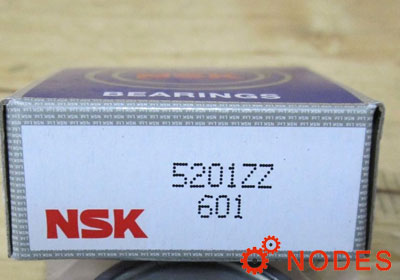 BEARINGS
5201ZZ
601
NSK
NODES